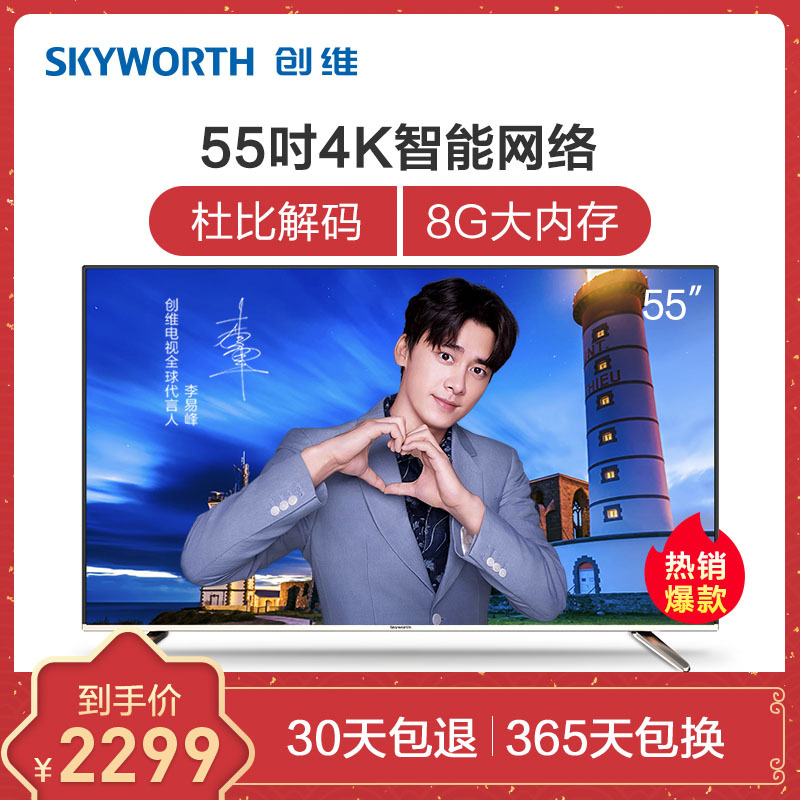 SKYWORTH 创维
55吋4K智能网络
杜比解码 8G大内存
55"
创维电视全球代言人
李易峰
NT
HIEU
热销
爆款
SKYWORTH
到手价
¥2299
30天包退 365天包换